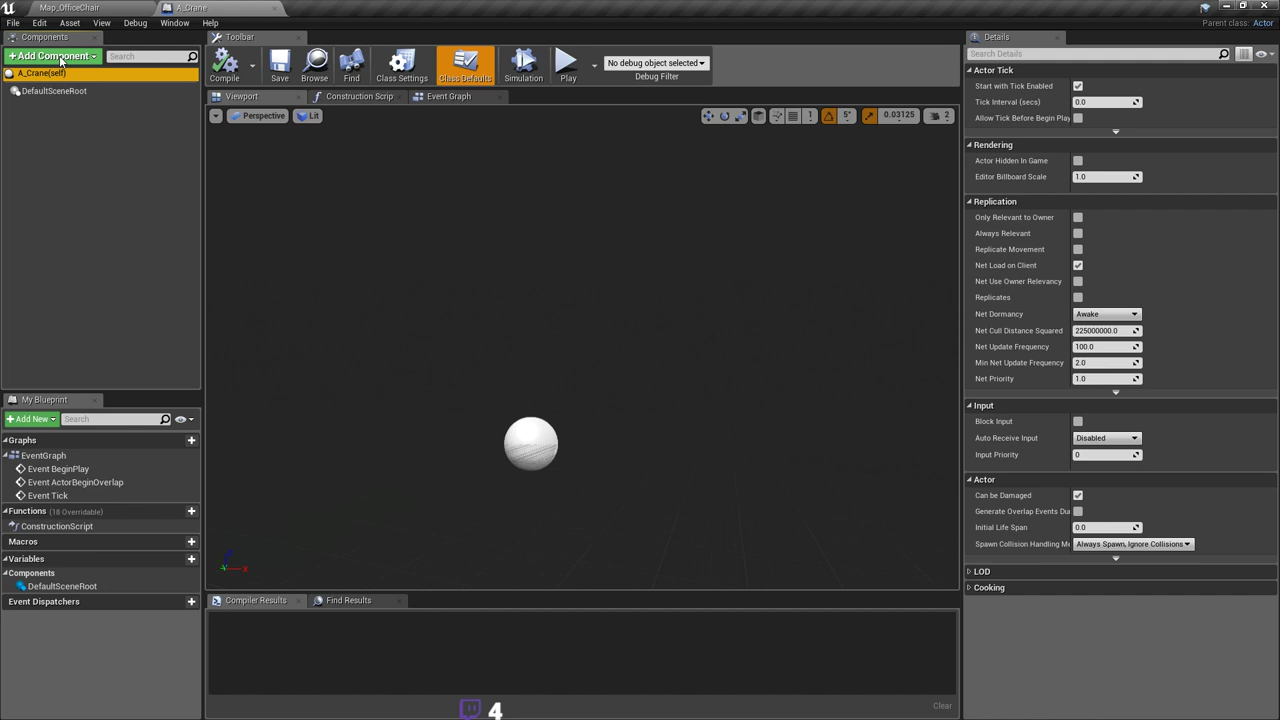 Map_OfficeChair
A_Crane
File Edit Asset View Debug Window Help
Parent class: Actor
Components
+Add Component
Search
A_Crane(self)
DefaultSceneRoot
Toolbar
Compile
Save
Browse
Find
Class Settings
Class Defaults
Simulation
Play
No debug object selected
Debug Filter
Viewport
Construction Scrip
Event Graph
Perspective
Lit
1
5°
0.03125
2
My Blueprint
+Add New
Search
Graphs
EventGraph
Event BeginPlay
Event ActorBeginOverlap
Event Tick
Functions (18 Overridable)
ConstructionScript
Macros
Variables
Components
DefaultSceneRoot
Event Dispatchers
Compiler Results
Find Results
Clear
4
Details
Search Details
Actor Tick
Start with Tick Enabled
Tick Interval (secs) 0.0
Allow Tick Before Begin Play
Rendering
Actor Hidden In Game
Editor Billboard Scale 1.0
Replication
Only Relevant to Owner
Always Relevant
Replicate Movement
Net Load on Client
Net Use Owner Relevancy
Replicates
Net Dormancy Awake
Net Cull Distance Squared 225000000.0
Net Update Frequency 100.0
Min Net Update Frequency 2.0
Net Priority 1.0
Input
Block Input
Auto Receive Input Disabled
Input Priority 0
Actor
Can be Damaged
Generate Overlap Events Du
Initial Life Span 0.0
Spawn Collision Handling Me Always Spawn, Ignore Collisions
LOD
Cooking